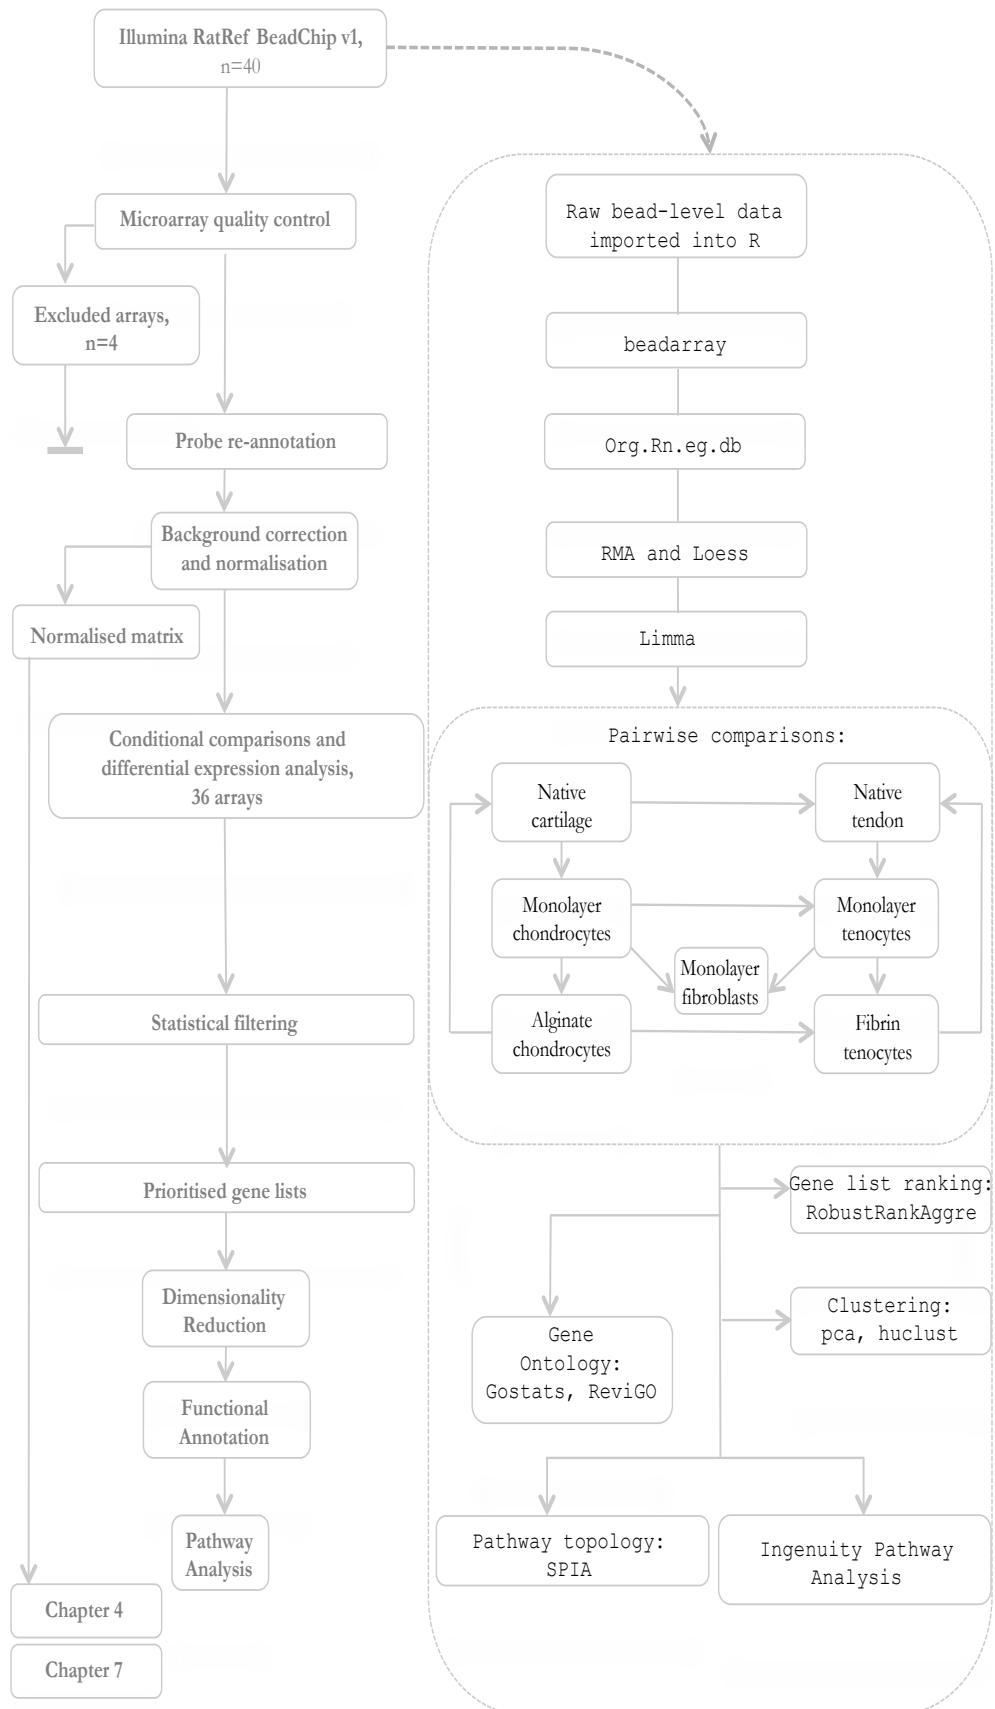 Illumina RatRef BeadChip v1,
n=40
Microarray quality control
Excluded arrays,
n=4
Probe re-annotation
Background correction
and normalisation
Normalised matrix
Conditional comparisons and
differential expression analysis,
36 arrays
Statistical filtering
Prioritised gene lists
Dimensionality
Reduction
Functional
Annotation
Pathway
Analysis
Chapter 4
Chapter 7
Raw bead-level data
imported into R
beadarray
Org.Rn.eg.db
RMA and Loess
Limma
Pairwise comparisons:
Native
cartilage
Native
tendon
Monolayer
chondrocytes
Monolayer
tenocytes
Monolayer
fibroblasts
Alginate
chondrocytes
Fibrin
tenocytes
Gene list ranking:
RobustRankAggre
Clustering:
pca, huclust
Gene
Ontology:
Gostats, ReviGO
Pathway topology:
SPIA
Ingenuity Pathway
Analysis